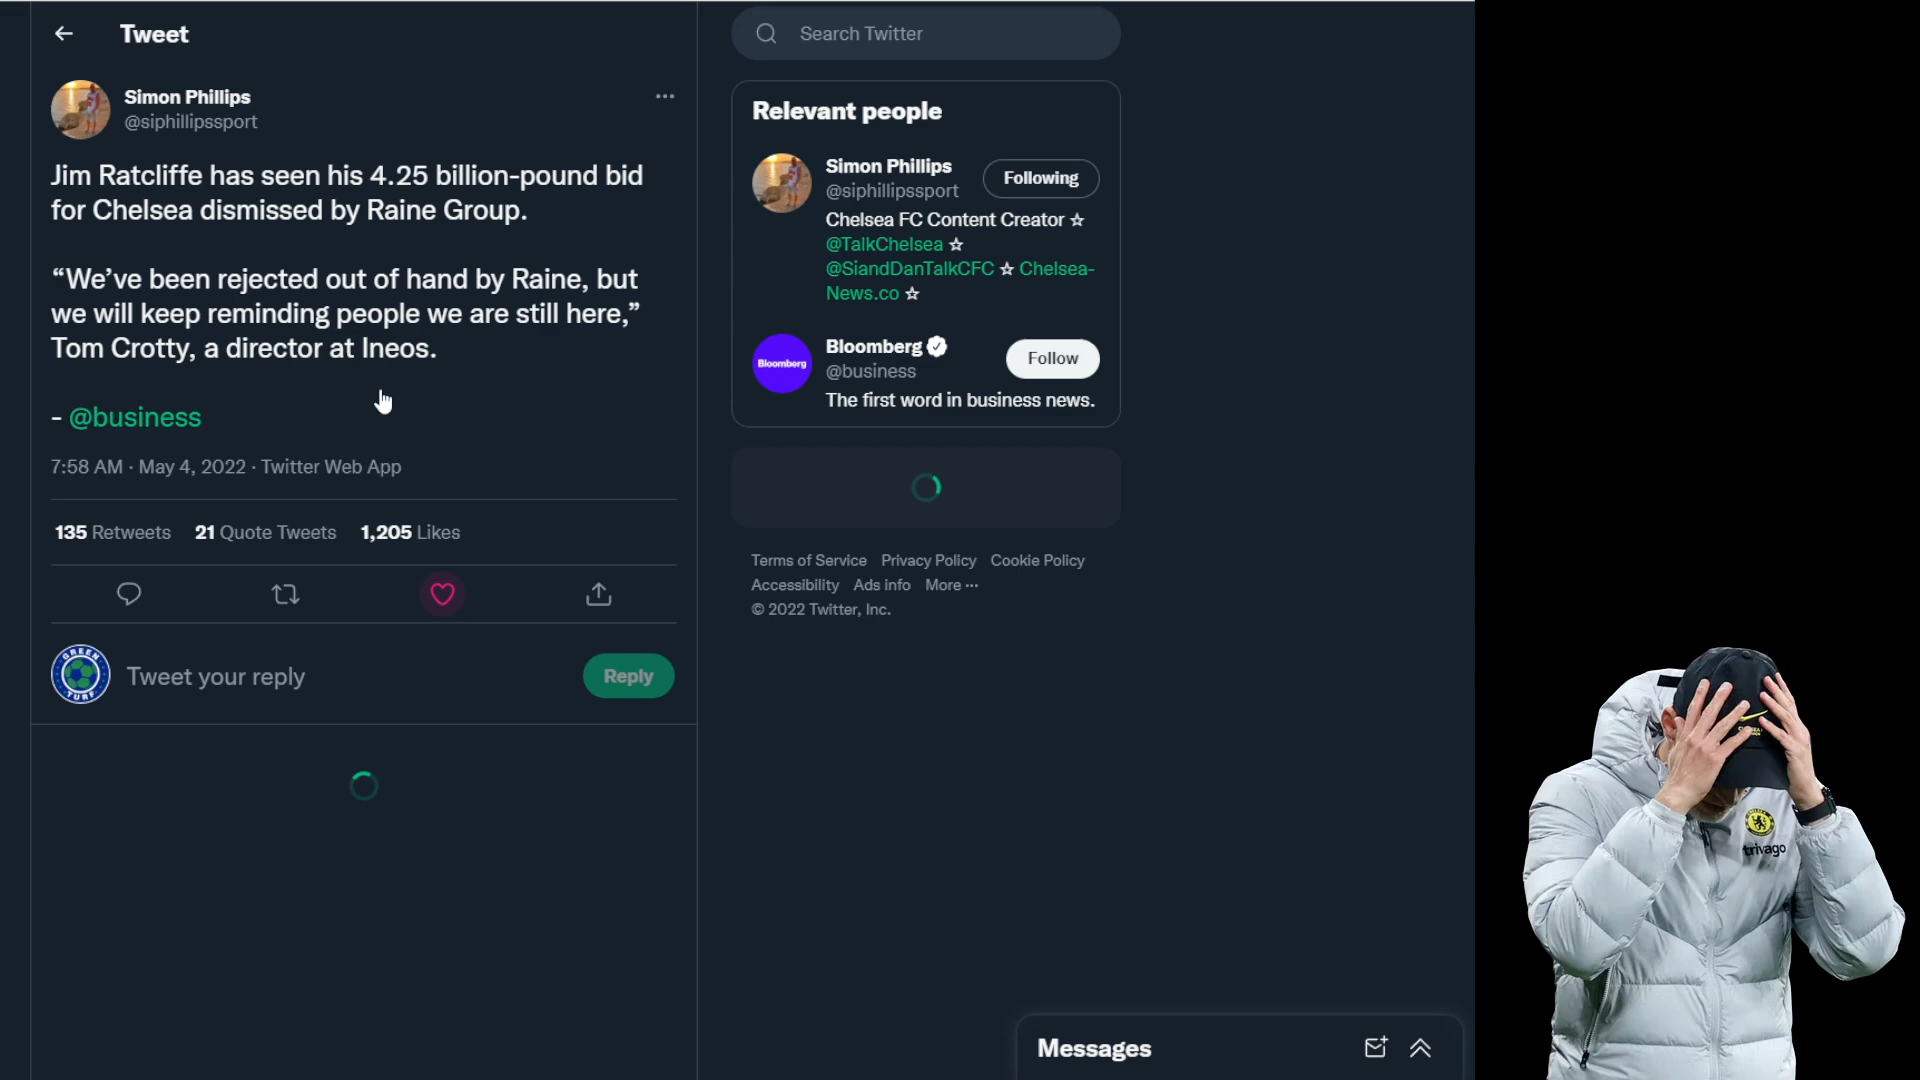 Tweet
Simon Phillips
@siphillipssport
Jim Ratcliffe has seen his 4.25 billion-pound bid
for Chelsea dismissed by Raine Group.
“We’ve been rejected out of hand by Raine, but
we will keep reminding people we are still here,”
Tom Crotty, a director at Ineos.
- @business
7:58 AM · May 4, 2022 · Twitter Web App
135 Retweets 21 Quote Tweets 1,205 Likes
GREEN
TURF
Tweet your reply
Reply
Search Twitter
Relevant people
Simon Phillips
@siphillipssport
Following
Chelsea FC Content Creator ☆
@TalkChelsea ☆
@SiandDanTalkCFC ☆ Chelsea-
News.co ☆
Bloomberg
Bloomberg
@business
Follow
The first word in business news.
Terms of Service Privacy Policy Cookie Policy
Accessibility Ads info More ···
© 2022 Twitter, Inc.
Messages
trivago